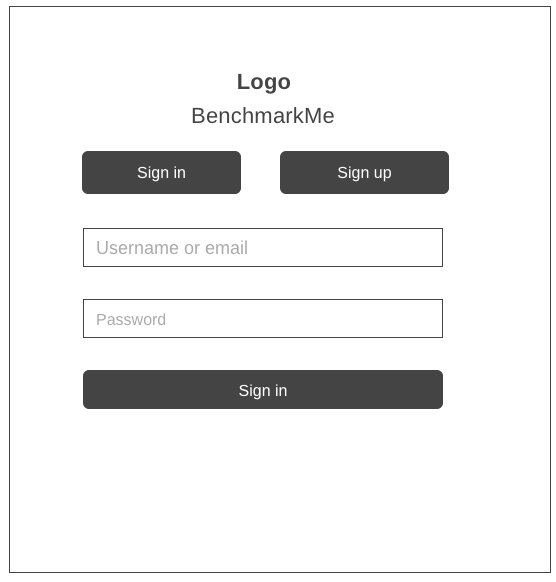 Logo
BenchmarkMe
Sign in
Sign up
Username or email
Password
Sign in